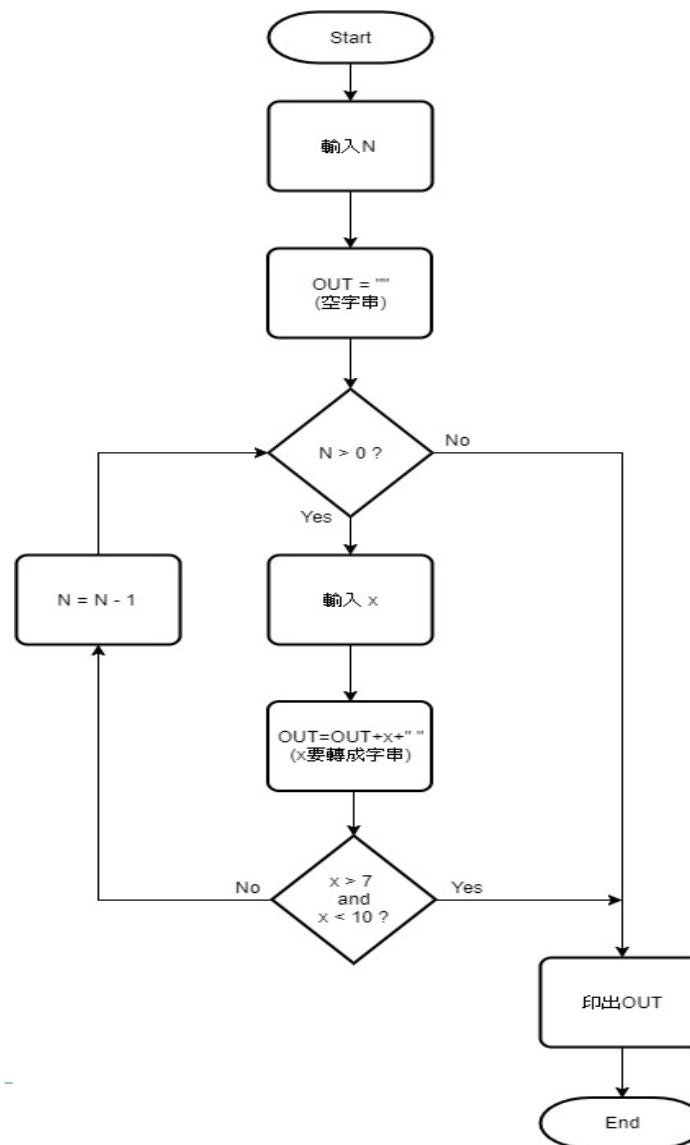 Start
輸入N
OUT = ""
(空字串)
N > 0 ?
No
Yes
N = N - 1
輸入 x
OUT=OUT+x+" "
(x要轉成字串)
No
x > 7
and
x < 10 ?
Yes
印出OUT
End